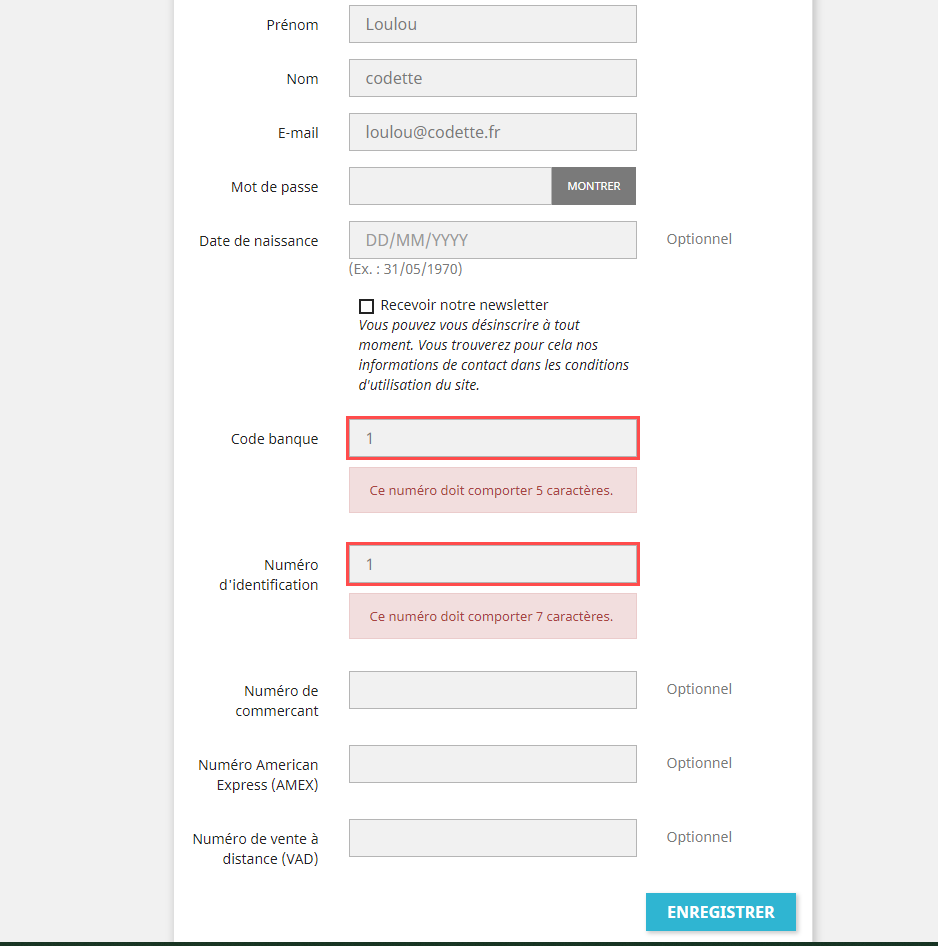 Prénom
Loulou
Nom
codette
E-mail
loulou@codette.fr
Mot de passe
MONTRER
Date de naissance
DD/MM/YYYY
Optionnel
(Ex. : 31/05/1970)
Recevoir notre newsletter
Vous pouvez vous désinscrire à tout
moment. Vous trouverez pour cela nos
informations de contact dans les conditions
d'utilisation du site.
Code banque
1
Ce numéro doit comporter 5 caractères.
Numéro
d'identification
1
Ce numéro doit comporter 7 caractères.
Numéro de
commercant
Optionnel
Numéro American
Express (AMEX)
Optionnel
Numéro de vente à
distance (VAD)
Optionnel
ENREGISTRER